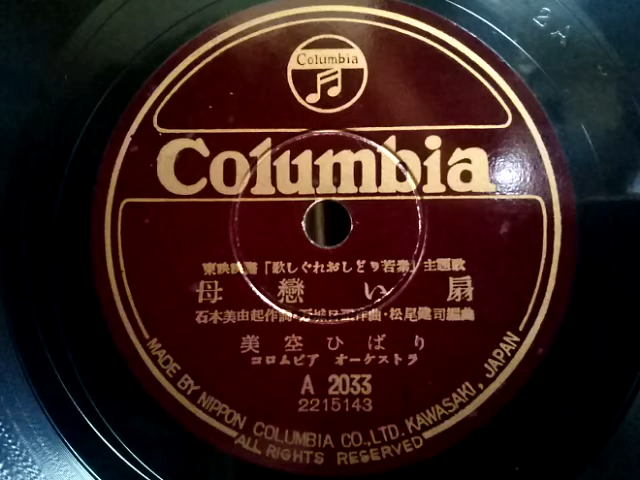 2A
Columbia
Columbia
東映映画「歌しぐれおしどり若衆」主題歌
母戀い扇
石本美由起作詞・万城目正作曲・松尾健司編曲
美空ひばり
コロムビア オーケストラ
A 2033
2215143
MADE BY NIPPON COLUMBIA CO., LTD. KAWASAKI, JAPAN
ALL RIGHTS RESERVED